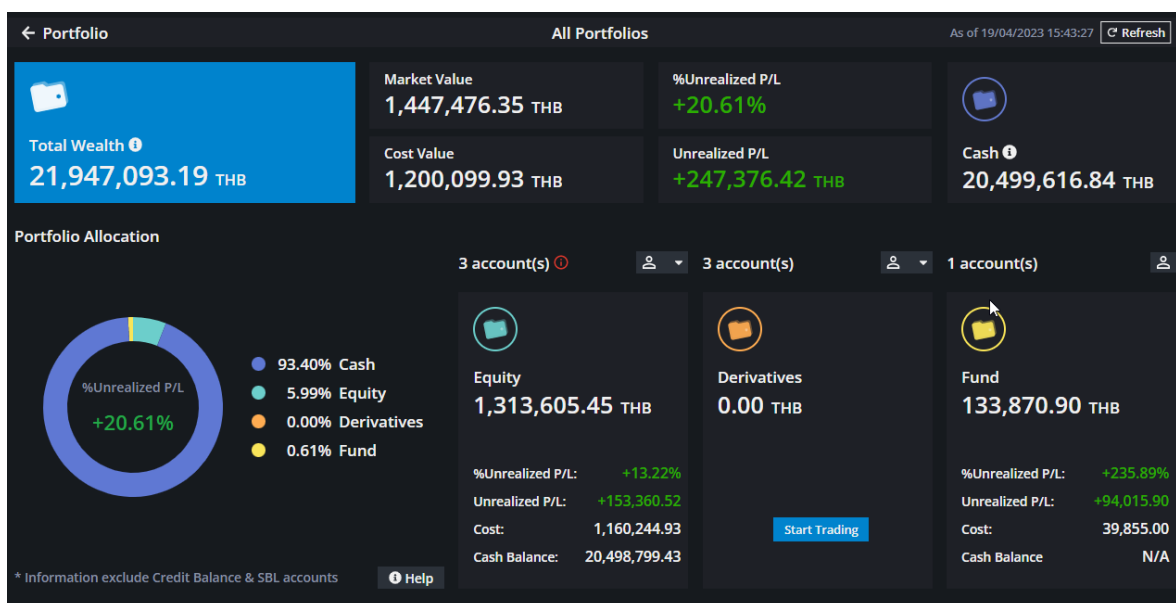 ← Portfolio
All Portfolios
As of 19/04/2023 15:43:27
Refresh
Total Wealth
21,947,093.19 THB
Market Value
1,447,476.35 THB
%Unrealized P/L
+20.61%
Cost Value
1,200,099.93 THB
Unrealized P/L
+247,376.42 THB
Cash
20,499,616.84 THB
Portfolio Allocation
%Unrealized P/L
+20.61%
93.40% Cash
5.99% Equity
0.00% Derivatives
0.61% Fund
* Information exclude Credit Balance & SBL accounts
Help
3 account(s)
Equity
1,313,605.45 THB
%Unrealized P/L: +13.22%
Unrealized P/L: +153,360.52
Cost: 1,160,244.93
Cash Balance: 20,498,799.43
3 account(s)
Derivatives
0.00 THB
Start Trading
1 account(s)
Fund
133,870.90 THB
%Unrealized P/L: +235.89%
Unrealized P/L: +94,015.90
Cost: 39,855.00
Cash Balance N/A